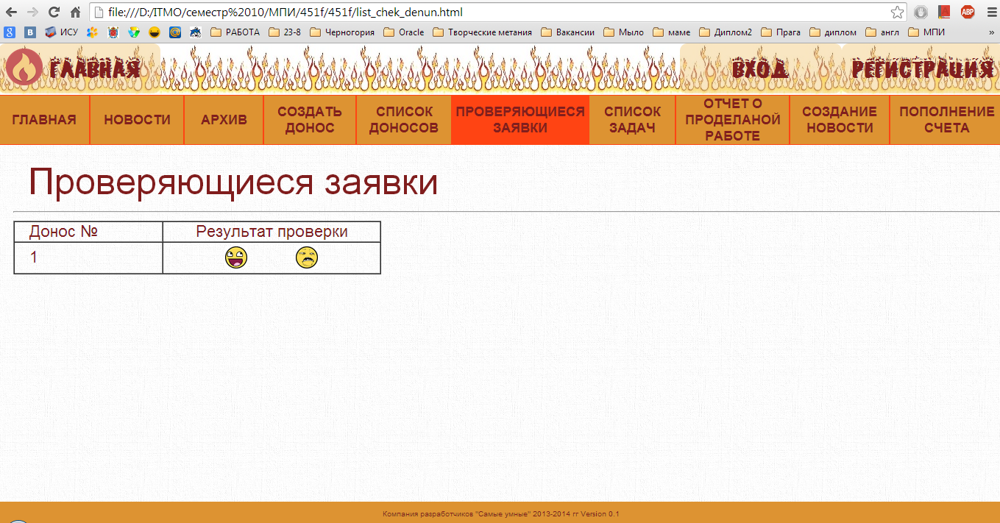 file:///D:/ITMO/семестр%2010/МПИ/451f/451f/list_chek_denun.html
ABP
8 B ИСУ РАБОТА 23-8 Черногория Oracle Творческие метания Вакансии Мыло маме Диплом2 Прага диплом англ МПИ »
ГЛАВНАЯ ВХОД РЕГИСТРАЦИЯ
ГЛАВНАЯ
НОВОСТИ
АРХИВ
СОЗДАТЬ
ДОНОС
СПИСОК
ДОНОСОВ
ПРОВЕРЯЮЩИЕСЯ
ЗАЯВКИ
СПИСОК
ЗАДАЧ
ОТЧЕТ О
ПРОДЕЛАНОЙ
РАБОТЕ
СОЗДАНИЕ
НОВОСТИ
ПОПОЛНЕНИЕ
СЧЕТА
Проверяющиеся заявки
Донос № Результат проверки
1
Компания разработчиков "Самые умные" 2013-2014 гг Version 0.1